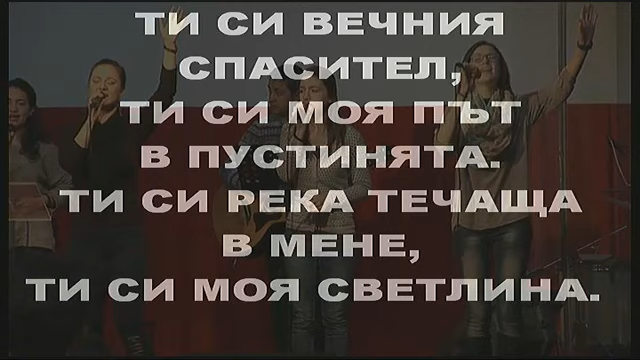 ТИ СИ ВЕЧНИЯ
СПАСИТЕЛ,
ТИ СИ МОЯ ПЪТ
В ПУСТИНЯТА.
ТИ СИ РЕКА ТЕЧАЩА
В МЕНЕ,
ТИ СИ МОЯ СВЕТЛИНА.